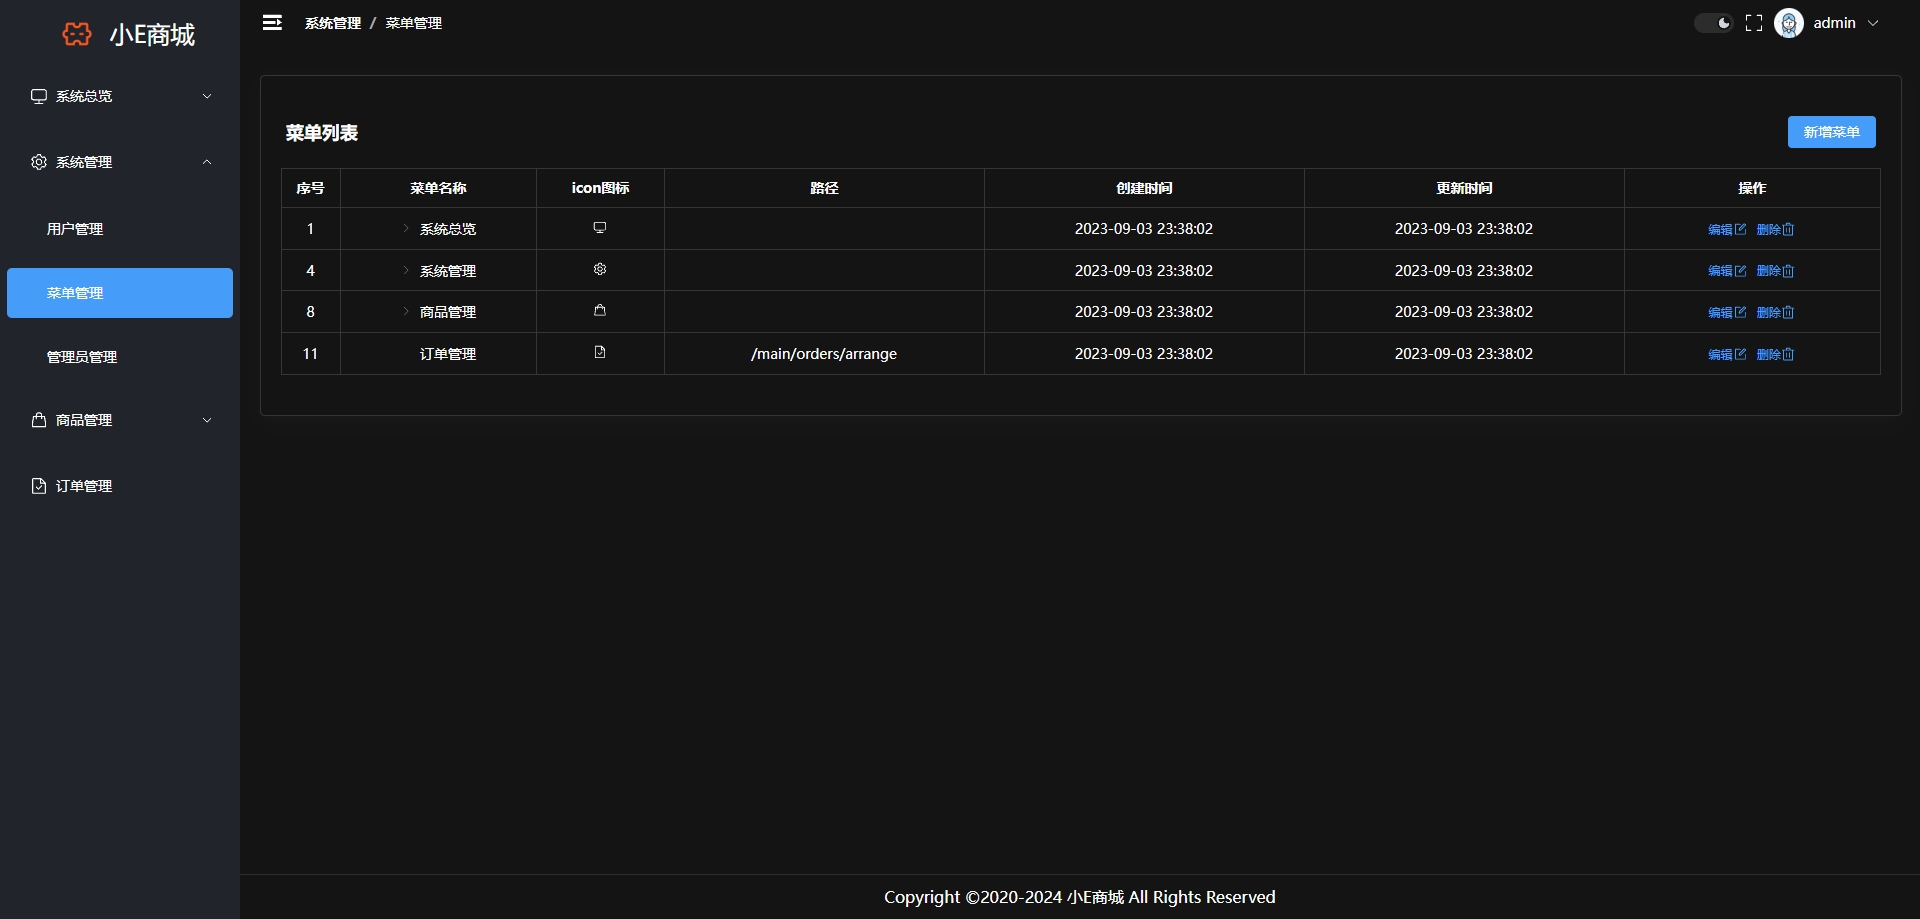 小E商城
系统总览
系统管理
用户管理
菜单管理
管理员管理
商品管理
订单管理
系统管理 / 菜单管理
admin
菜单列表
新增菜单
序号 菜单名称 icon图标 路径 创建时间 更新时间 操作
1 系统总览 2023-09-03 23:38:02 2023-09-03 23:38:02 编辑 删除
4 系统管理 2023-09-03 23:38:02 2023-09-03 23:38:02 编辑 删除
8 商品管理 2023-09-03 23:38:02 2023-09-03 23:38:02 编辑 删除
11 订单管理 /main/orders/arrange 2023-09-03 23:38:02 2023-09-03 23:38:02 编辑 删除
Copyright ©2020-2024 小E商城 All Rights Reserved